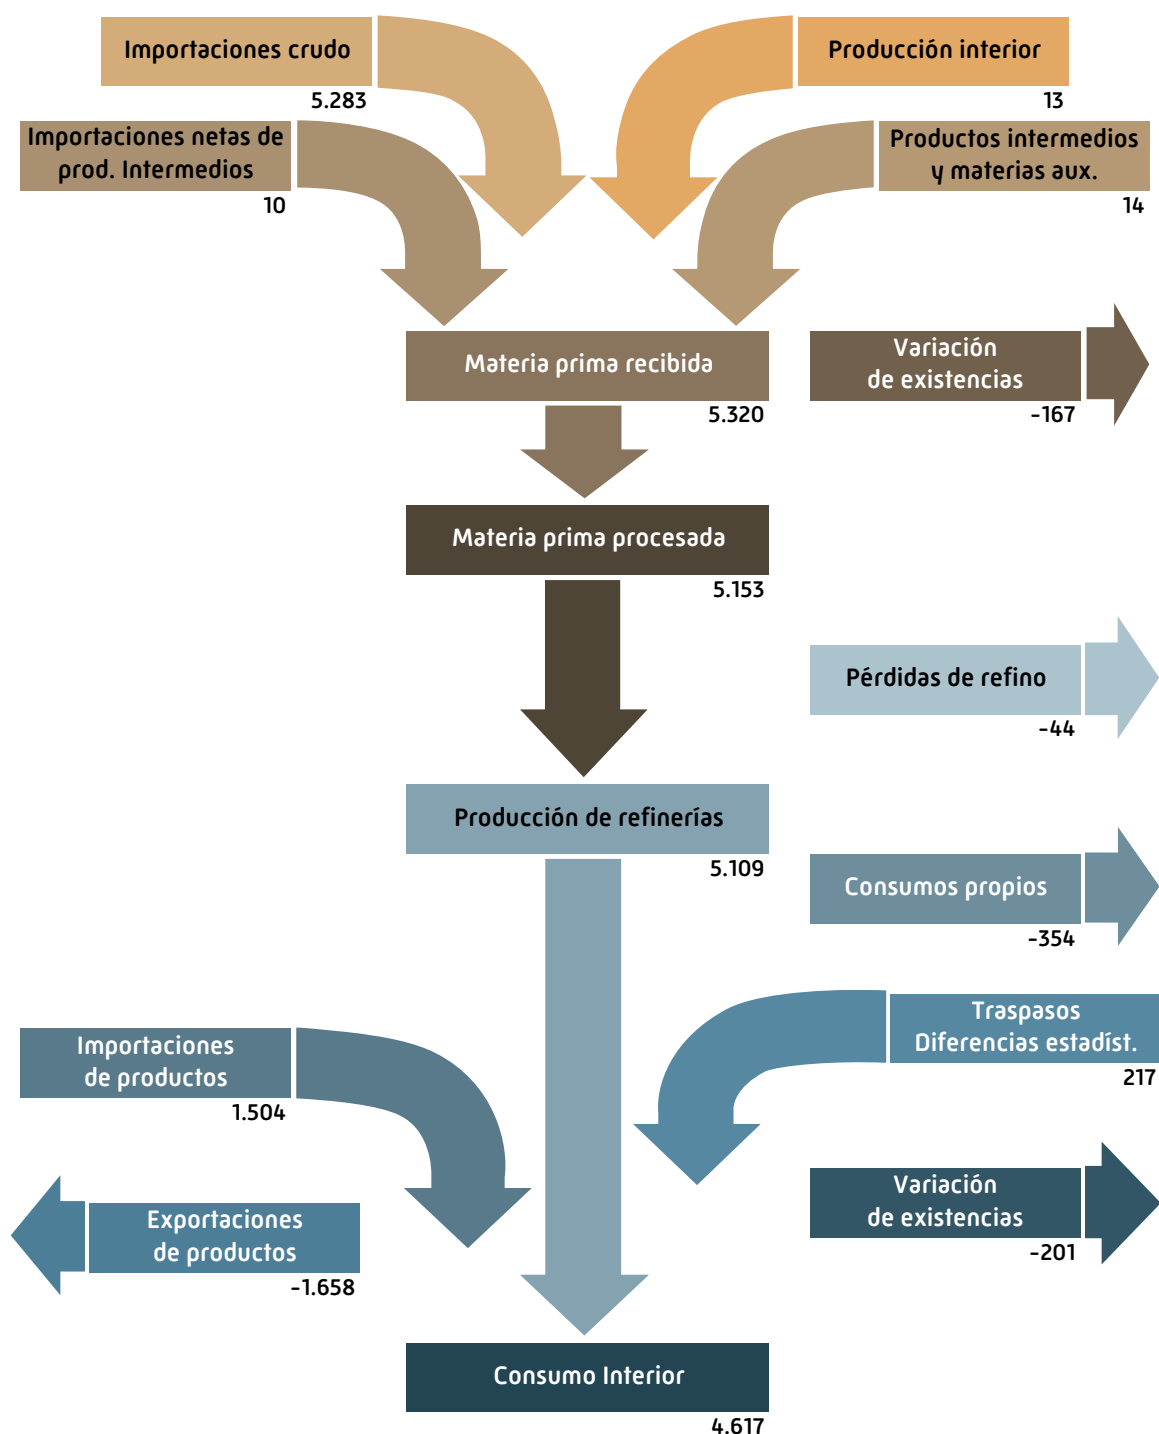 Importaciones crudo
5.283
Producción interior
13
Importaciones netas de
prod. Intermedios
10
Productos intermedios
y materias aux.
14
Materia prima recibida
5.320
Variación
de existencias
-167
Materia prima procesada
5.153
Pérdidas de refino
-44
Producción de refinerías
5.109
Consumos propios
-354
Traspasos
Diferencias estadíst.
217
Importaciones
de productos
1.504
Variación
de existencias
-201
Exportaciones
de productos
-1.658
Consumo Interior
4.617